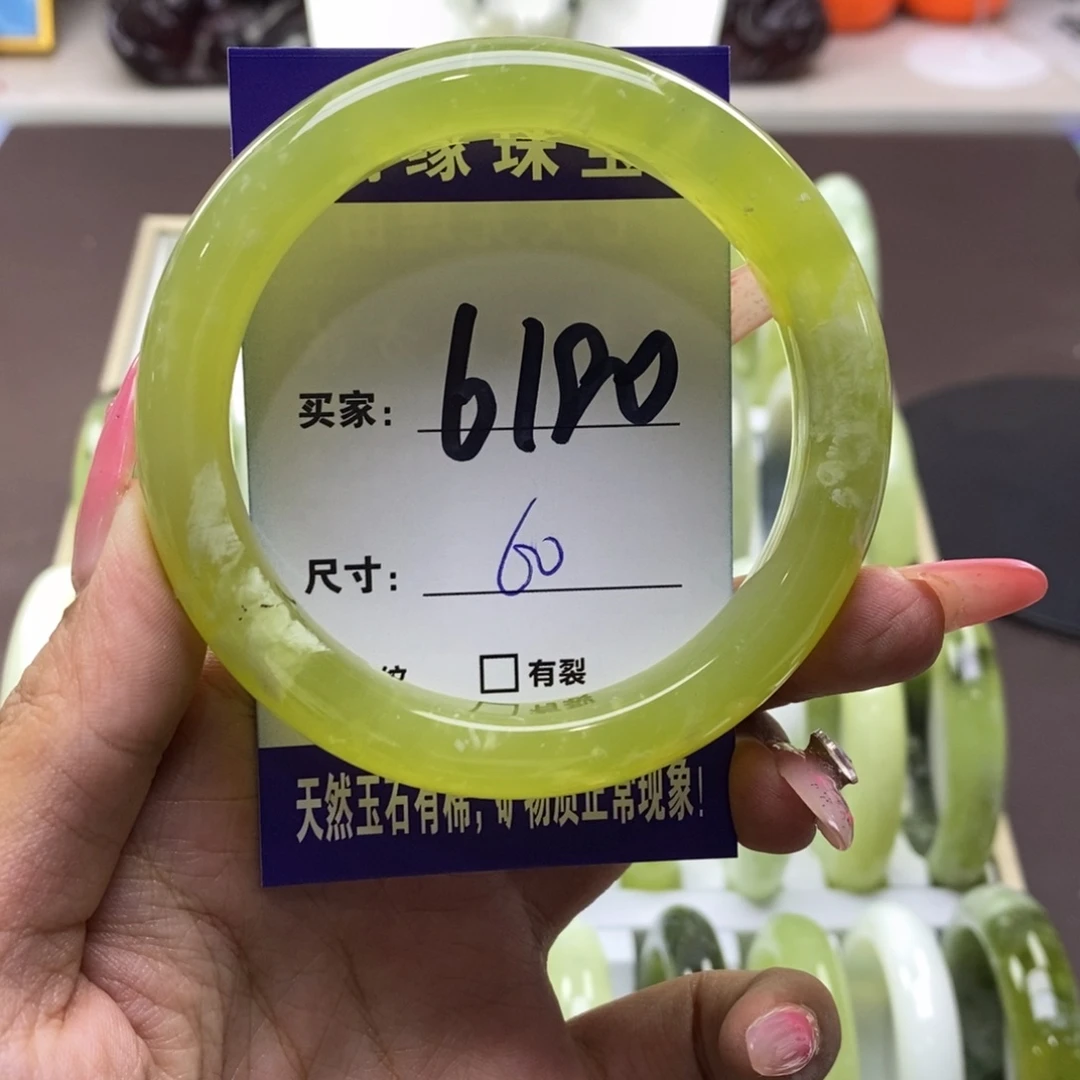 缘珠宝
买家: 6180
尺寸: 60
纹 □有裂
天然玉石有棉，矿物质正常现象!